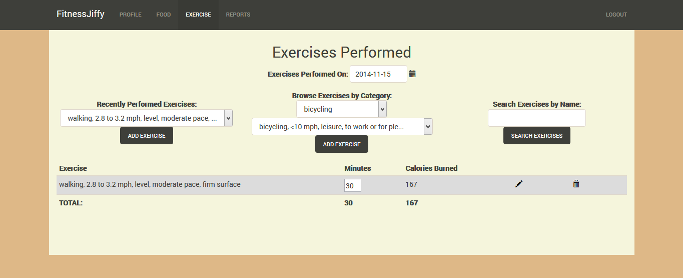 FitnessJiffy PROFILE FOOD EXERCISE REPORTS LOGOUT
Exercises Performed
Exercises Performed On: 2014-11-15
Recently Performed Exercises:
walking, 2.8 to 3.2 mph, level, moderate pace, ...
ADD EXERCISE
Browse Exercises by Category:
bicycling
bicycling, <10 mph, leisure, to work or for ple...
ADD EXERCISE
Search Exercises by Name:
SEARCH EXERCISES
Exercise Minutes Calories Burned
walking, 2.8 to 3.2 mph, level, moderate pace, firm surface 30 167
TOTAL: 30 167